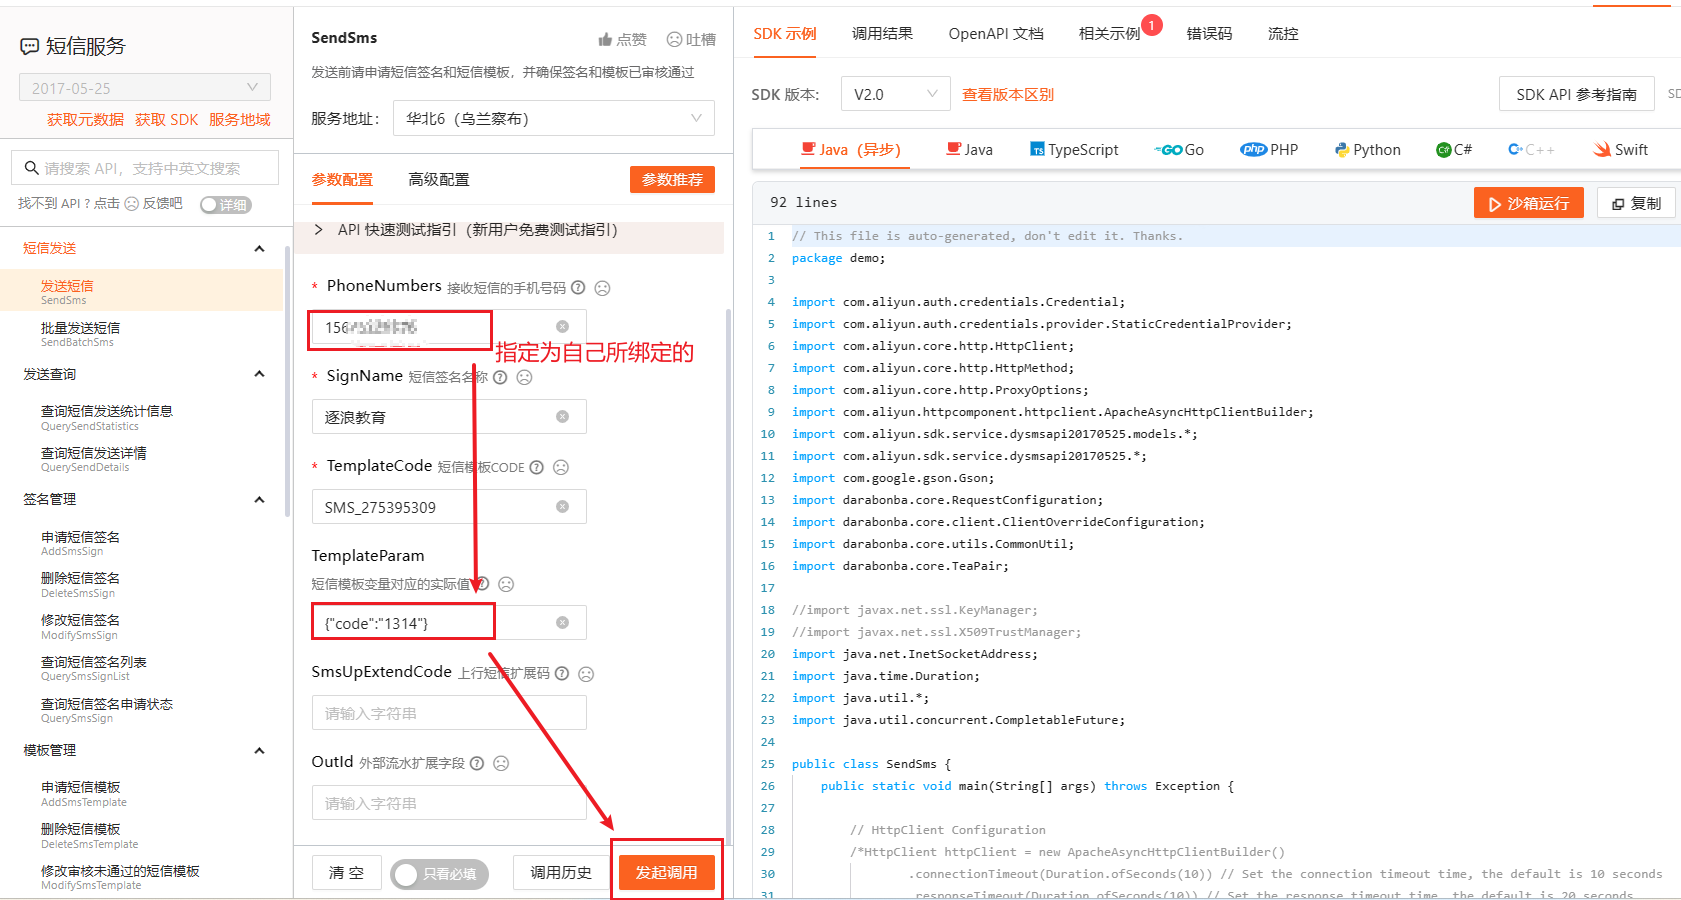 短信服务
2017-05-25
获取元数据 获取 SDK 服务地域
请搜索 API，支持中英文搜索
找不到 API ? 点击 反馈吧 详细
短信发送
发送短信
SendSms
批量发送短信
SendBatchSms
发送查询
查询短信发送统计信息
QuerySendStatistics
查询短信发送详情
QuerySendDetails
签名管理
申请短信签名
AddSmsSign
删除短信签名
DeleteSmsSign
修改短信签名
ModifySmsSign
查询短信签名列表
QuerySmsSignList
查询短信签名申请状态
QuerySmsSign
模板管理
申请短信模板
AddSmsTemplate
删除短信模板
DeleteSmsTemplate
修改审核未通过的短信模板
ModifySmsTemplate
SendSms 点赞 吐槽
发送前请申请短信签名和短信模板，并确保签名和模板已审核通过
服务地址： 华北6（乌兰察布）
参数配置 高级配置 参数推荐
API 快速测试指引（新用户免费测试指引）
* PhoneNumbers 接收短信的手机号码
156
指定为自己所绑定的
* SignName 短信签名名称
逐浪教育
* TemplateCode 短信模板CODE
SMS_275395309
TemplateParam
短信模板变量对应的实际值
{"code":"1314"}
SmsUpExtendCode 上行短信扩展码
请输入字符串
OutId 外部流水扩展字段
请输入字符串
清 空 只看必填 调用历史 发起调用
SDK 示例 调用结果 OpenAPI 文档 相关示例 1 错误码 流控
SDK 版本: V2.0 查看版本区别 SDK API 参考指南 SD
Java（异步） Java TypeScript Go PHP Python C# C++ Swift
92 lines 沙箱运行 复制
1 // This file is auto-generated, don't edit it. Thanks.
2 package demo;
3
4 import com.aliyun.auth.credentials.Credential;
5 import com.aliyun.auth.credentials.provider.StaticCredentialProvider;
6 import com.aliyun.core.http.HttpClient;
7 import com.aliyun.core.http.HttpMethod;
8 import com.aliyun.core.http.ProxyOptions;
9 import com.aliyun.httpcomponent.httpclient.ApacheAsyncHttpClientBuilder;
10 import com.aliyun.sdk.service.dysmsapi20170525.models.*;
11 import com.aliyun.sdk.service.dysmsapi20170525.*;
12 import com.google.gson.Gson;
13 import darabonba.core.RequestConfiguration;
14 import darabonba.core.client.ClientOverrideConfiguration;
15 import darabonba.core.utils.CommonUtil;
16 import darabonba.core.TeaPair;
17
18 //import javax.net.ssl.KeyManager;
19 //import javax.net.ssl.X509TrustManager;
20 import java.net.InetSocketAddress;
21 import java.time.Duration;
22 import java.util.*;
23 import java.util.concurrent.CompletableFuture;
24
25 public class SendSms {
26 public static void main(String[] args) throws Exception {
27
28 // HttpClient Configuration
29 /*HttpClient httpClient = new ApacheAsyncHttpClientBuilder()
30 .connectionTimeout(Duration.ofSeconds(10)) // Set the connection timeout time, the default is 10 seconds
31 .responseTimeout(Duration.ofSeconds(10)) // Set the response timeout time, the default is 20 seconds